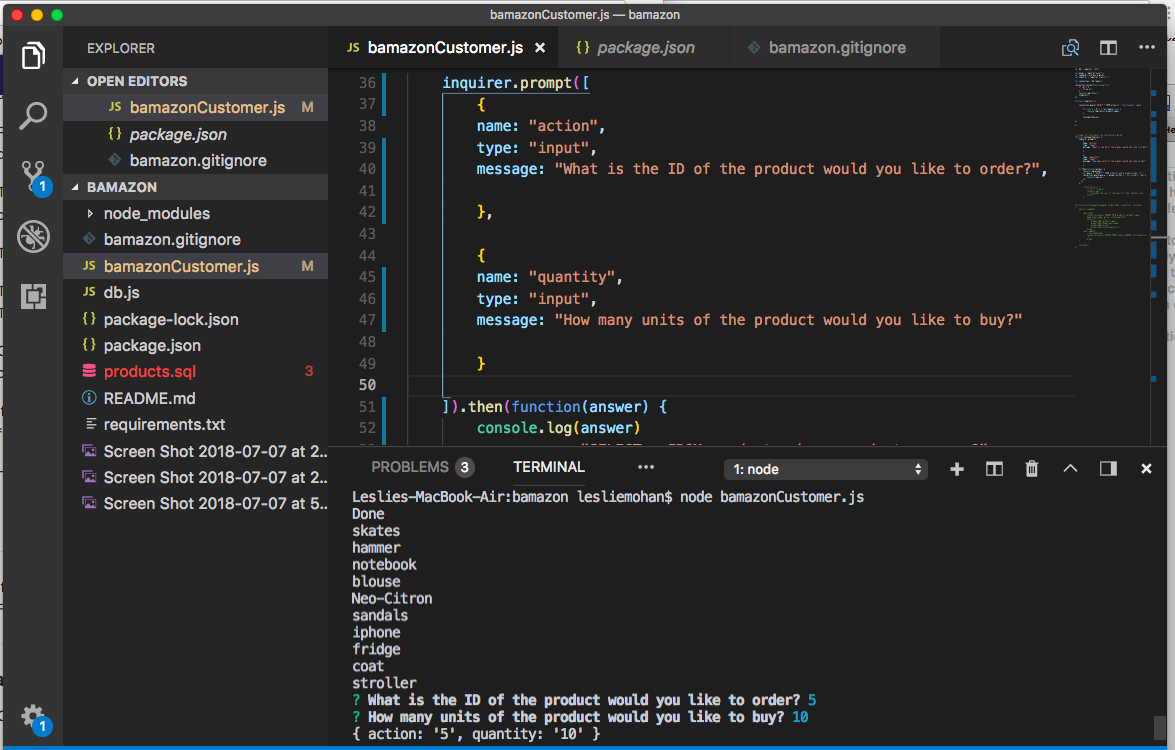 bamazonCustomer.js — bamazon
EXPLORER
OPEN EDITORS
JS bamazonCustomer.js M
{} package.json
bamazon.gitignore
BAMAZON
node_modules
bamazon.gitignore
JS bamazonCustomer.js M
JS db.js
{} package-lock.json
{} package.json
products.sql 3
README.md
requirements.txt
Screen Shot 2018-07-07 at 2..
Screen Shot 2018-07-07 at 2..
Screen Shot 2018-07-07 at 5..
1
1
JS bamazonCustomer.js × {} package.json bamazon.gitignore
36 inquirer.prompt([
37 {
38 name: "action",
39 type: "input",
40 message: "What is the ID of the product would you like to order?",
41
42 },
43
44 {
45 name: "quantity",
46 type: "input",
47 message: "How many units of the product would you like to buy?"
48
49 }
50
51 ]).then(function(answer) {
52 console.log(answer)
PROBLEMS 3 TERMINAL ••• 1: node
Leslies-MacBook-Air:bamazon lesliemohan$ node bamazonCustomer.js
Done
skates
hammer
notebook
blouse
Neo-Citron
sandals
iphone
fridge
coat
stroller
? What is the ID of the product would you like to order? 5
? How many units of the product would you like to buy? 10
{ action: '5', quantity: '10' }